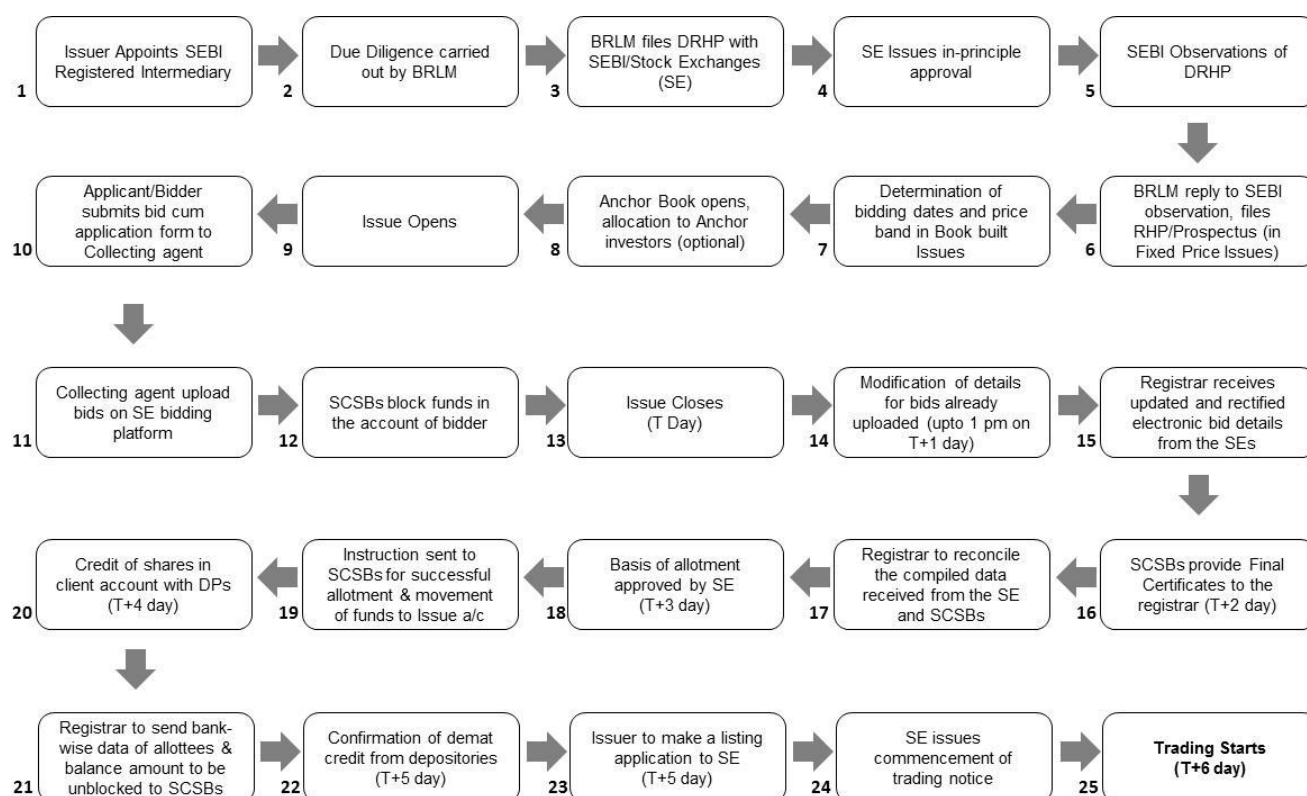 Issuer Appoints SEBI
Registered Intermediary
1
Due Diligence carried
out by BRLM
2
BRLM files DRHP with
SEBI/Stock Exchanges
(SE)
3
SE Issues in-principle
approval
4
SEBI Observations of
DRHP
5
BRLM reply to SEBI
observation, files
RHP/Prospectus (in
Fixed Price Issues)
6
Determination of
bidding dates and price
band in Book built
Issues
7
Anchor Book opens,
allocation to Anchor
investors (optional)
8
Issue Opens
9
Applicant/Bidder
submits bid cum
application form to
Collecting agent
10
Collecting agent upload
bids on SE bidding
platform
11
SCSBs block funds in
the account of bidder
12
Issue Closes
(T Day)
13
Modification of details
for bids already
uploaded (upto 1 pm on
T+1 day)
14
Registrar receives
updated and rectified
electronic bid details
from the SEs
15
SCSBs provide Final
Certificates to the
registrar (T+2 day)
16
Registrar to reconcile
the compiled data
received from the SE
and SCSBs
17
Basis of allotment
approved by SE
(T+3 day)
18
Instruction sent to
SCSBs for successful
allotment & movement
of funds to Issue a/c
19
Credit of shares in
client account with DPs
(T+4 day)
20
Registrar to send bank-
wise data of allottees &
balance amount to be
unblocked to SCSBs
21
Confirmation of demat
credit from depositories
(T+5 day)
22
Issuer to make a listing
application to SE
(T+5 day)
23
SE issues
commencement of
trading notice
24
Trading Starts
(T+6 day)
25